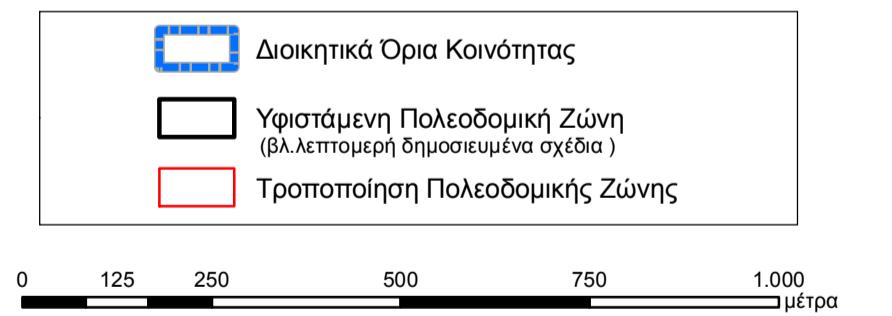 Διοικητικά Όρια Κοινότητας
Υφιστάμενη Πολεοδομική Ζώνη
(βλ.λεπτομερή δημοσιευμένα σχέδια )
Τροποποίηση Πολεοδομικής Ζώνης
0 125 250 500 750 1.000
μέτρα